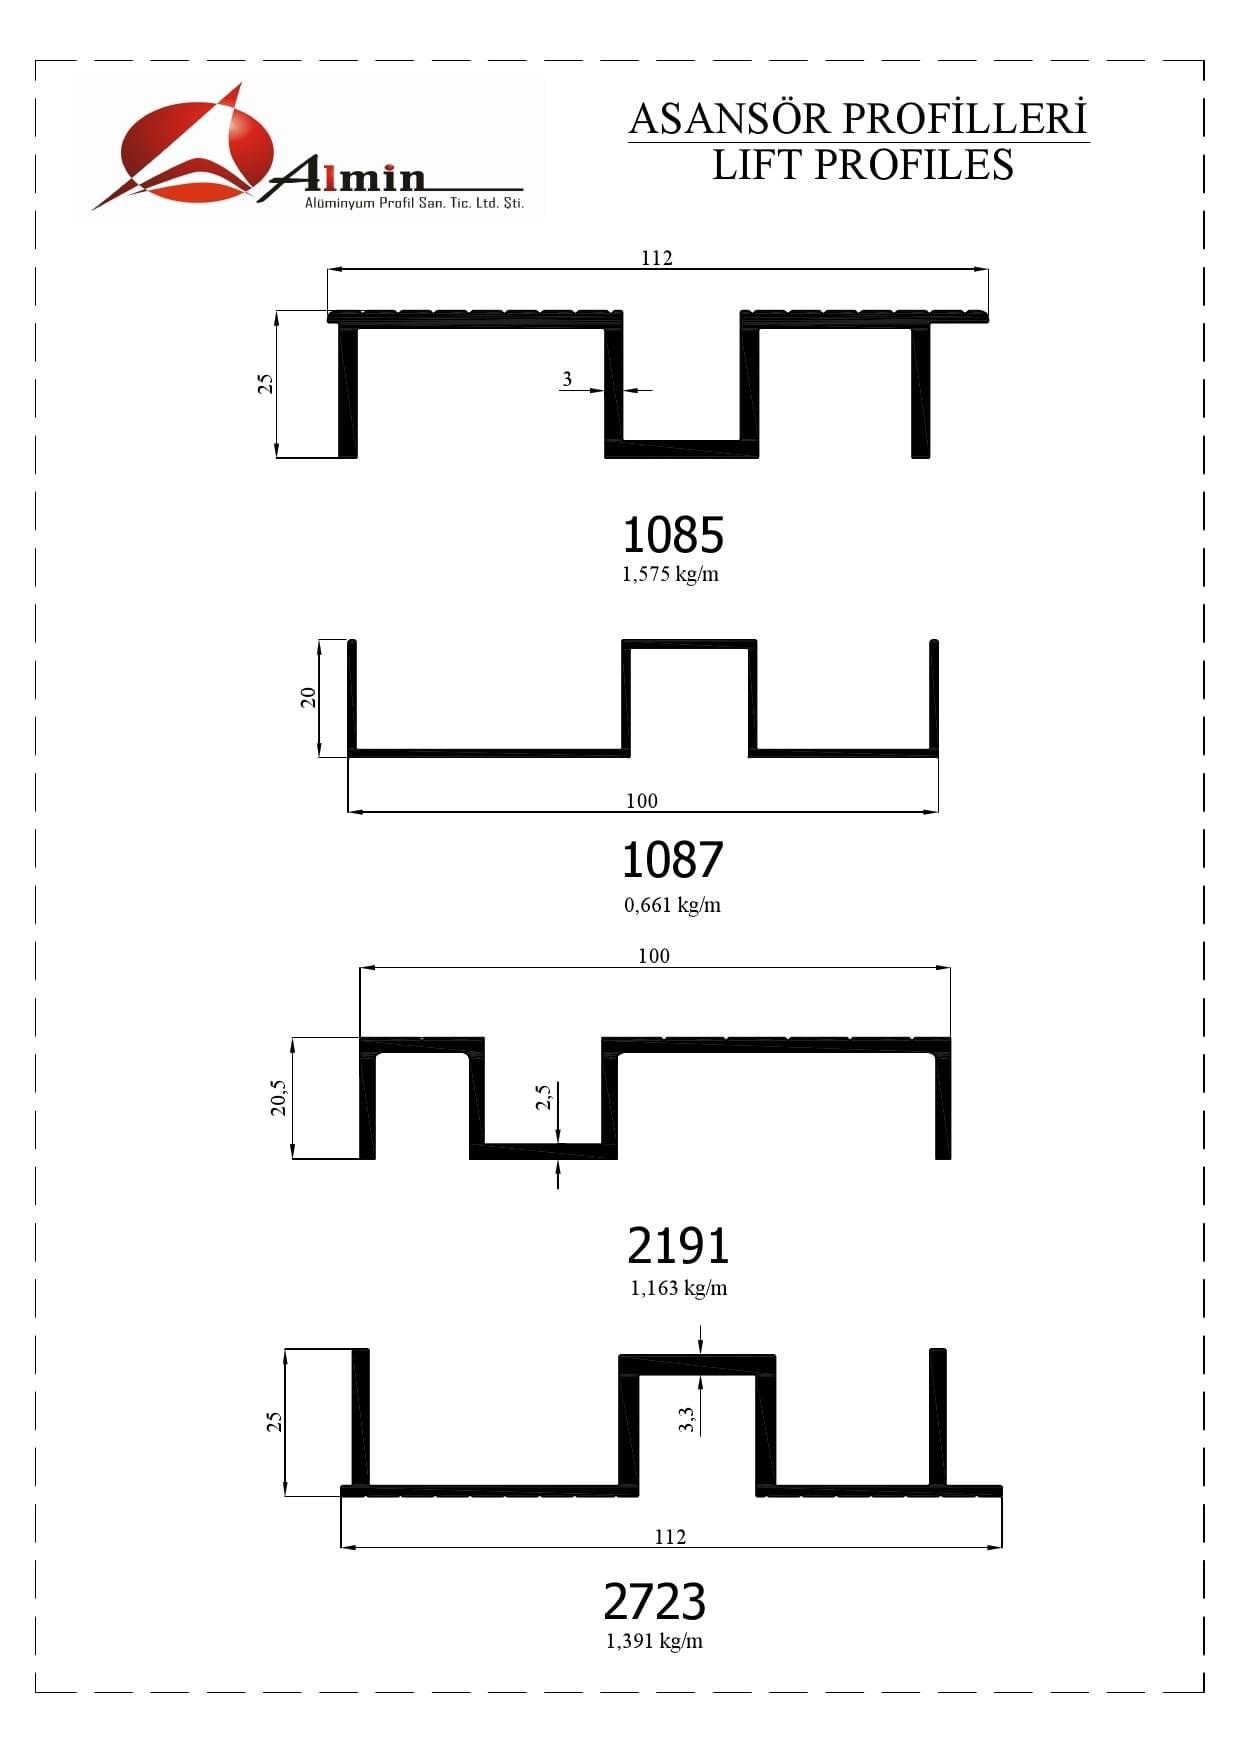 Almin
Alüminyum Profil San. Tic. Ltd. Şti.
ASANSÖR PROFİLLERİ
LIFT PROFILES
112
25
3
1085
1,575 kg/m
20
100
1087
0,661 kg/m
100
20,5
2,5
2191
1,163 kg/m
25
3,3
112
2723
1,391 kg/m